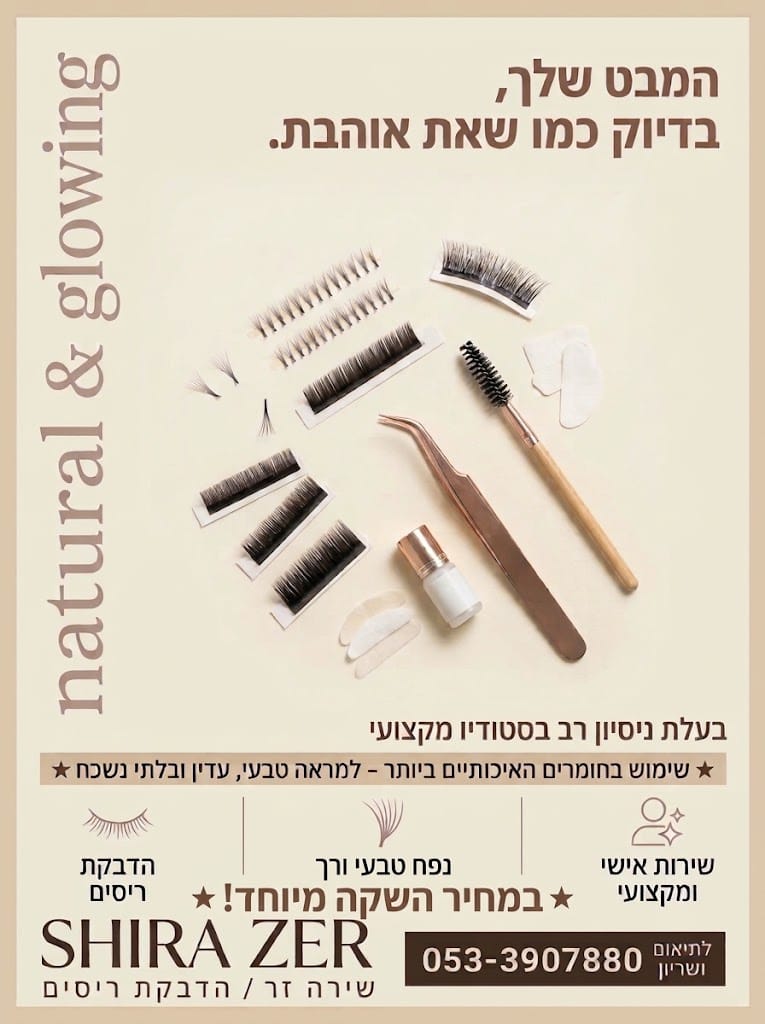 המבט שלך,
בדיוק כמו שאת אוהבת.
natural & glowing
בעלת ניסיון רב בסטודיו מקצועי
★ שימוש בחומרים האיכותיים ביותר – למראה טבעי, עדין ובלתי נשכח ★
שירות אישי
ומקצועי
נפח טבעי ורך
הדבקת
ריסים
★ במחיר השקה מיוחד! ★
לתיאום
ושריון
053-3907880
SHIRA ZER
שירה זר / הדבקת ריסים